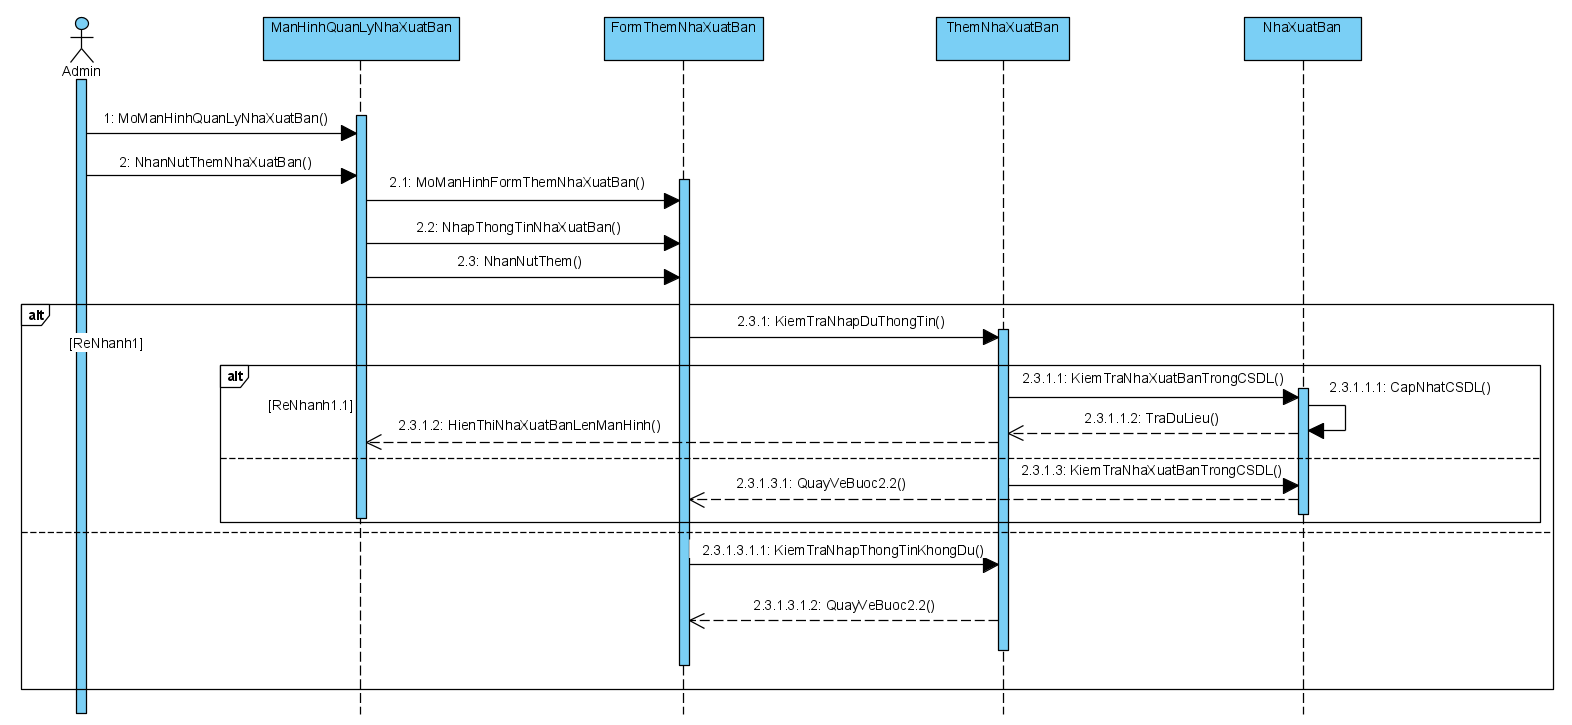 ManHinhQuanLyNhaXuatBan
FormThemNhaXuatBan
ThemNhaXuatBan
NhaXuatBan
Admin
1: MoManHinhQuanLyNhaXuatBan()
2: NhanNutThemNhaXuatBan()
2.1: MoManHinhFormThemNhaXuatBan()
2.2: NhapThongTinNhaXuatBan()
2.3: NhanNutThem()
alt
[ReNhanh1]
2.3.1: KiemTraNhapDuThongTin()
alt
[ReNhanh1.1]
2.3.1.1: KiemTraNhaXuatBanTrongCSDL()
2.3.1.1.1: CapNhatCSDL()
2.3.1.1.2: TraDuLieu()
2.3.1.2: HienThiNhaXuatBanLenManHinh()
2.3.1.3: KiemTraNhaXuatBanTrongCSDL()
2.3.1.3.1: QuayVeBuoc2.2()
2.3.1.3.1.1: KiemTraNhapThongTinKhongDu()
2.3.1.3.1.2: QuayVeBuoc2.2()